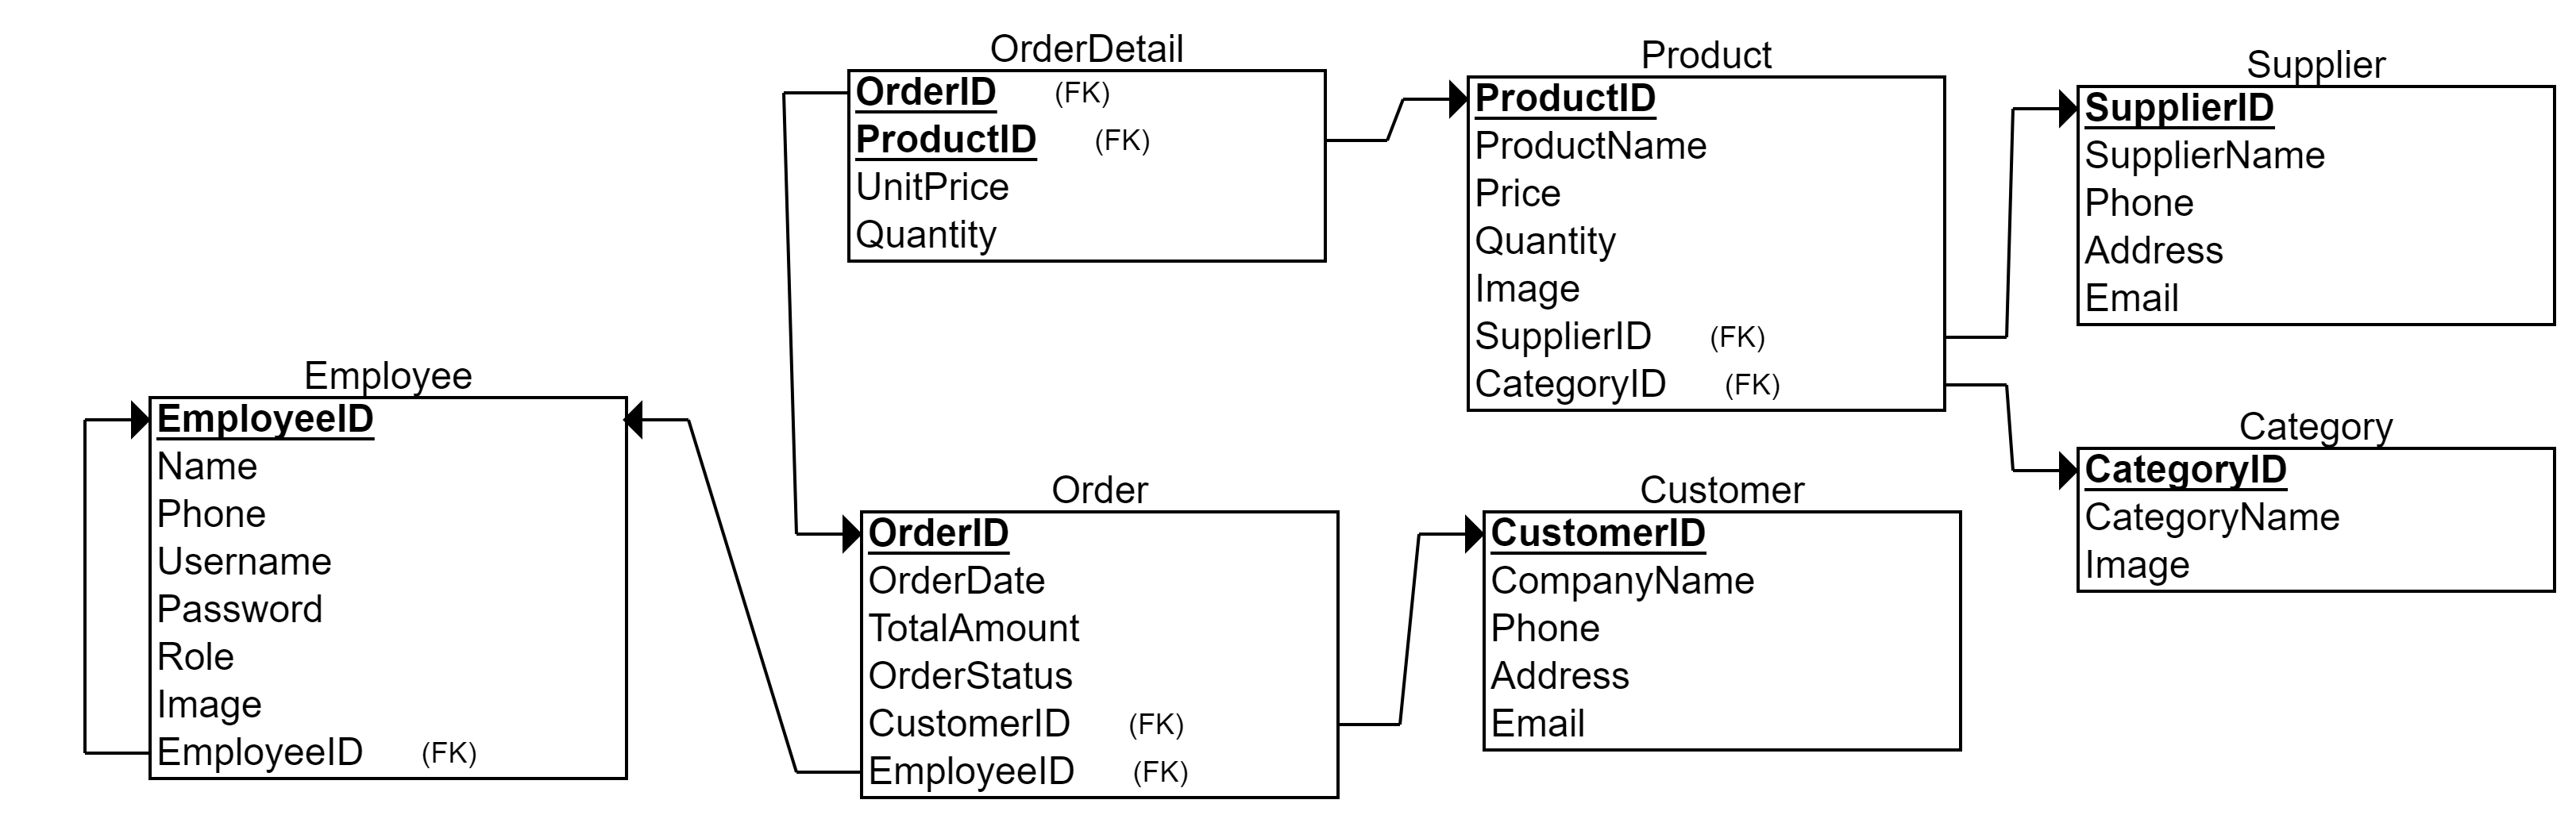 OrderDetail
OrderID (FK)
ProductID (FK)
UnitPrice
Quantity
Product
ProductID
ProductName
Price
Quantity
Image
SupplierID (FK)
CategoryID (FK)
Supplier
SupplierID
SupplierName
Phone
Address
Email
Employee
EmployeeID
Name
Phone
Username
Password
Role
Image
EmployeeID (FK)
Order
OrderID
OrderDate
TotalAmount
OrderStatus
CustomerID (FK)
EmployeeID (FK)
Customer
CustomerID
CompanyName
Phone
Address
Email
Category
CategoryID
CategoryName
Image